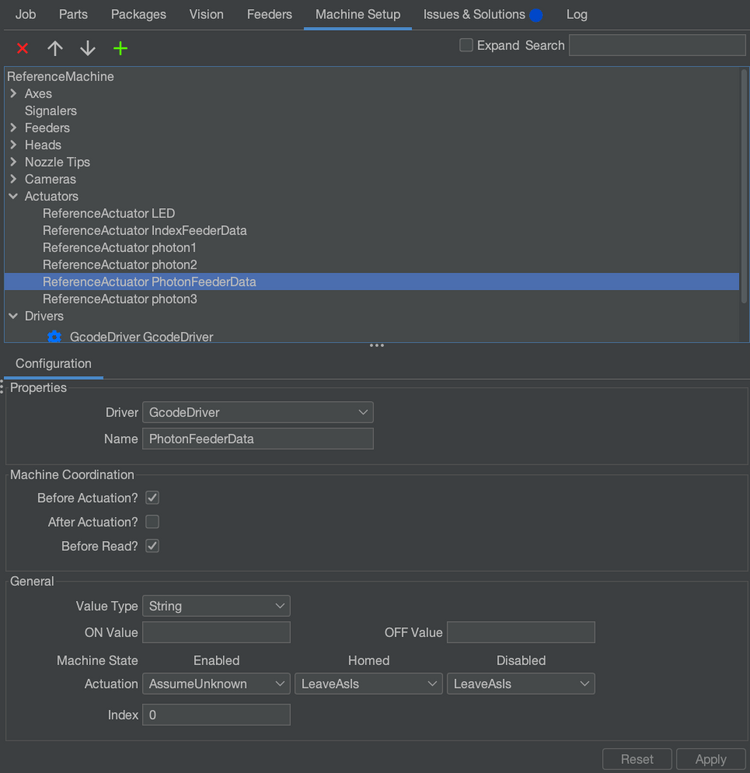 Job Parts Packages Vision Feeders Machine Setup Issues & Solutions Log
Expand Search
ReferenceMachine
Axes
Signalers
Feeders
Heads
Nozzle Tips
Cameras
Actuators
ReferenceActuator LED
ReferenceActuator IndexFeederData
ReferenceActuator photon1
ReferenceActuator photon2
ReferenceActuator PhotonFeederData
ReferenceActuator photon3
Drivers
GcodeDriver GcodeDriver
Configuration
Properties
Driver GcodeDriver
Name PhotonFeederData
Machine Coordination
Before Actuation?
After Actuation?
Before Read?
General
Value Type String
ON Value OFF Value
Machine State Enabled Homed Disabled
Actuation AssumeUnknown LeaveAsIs LeaveAsIs
Index 0
Reset Apply